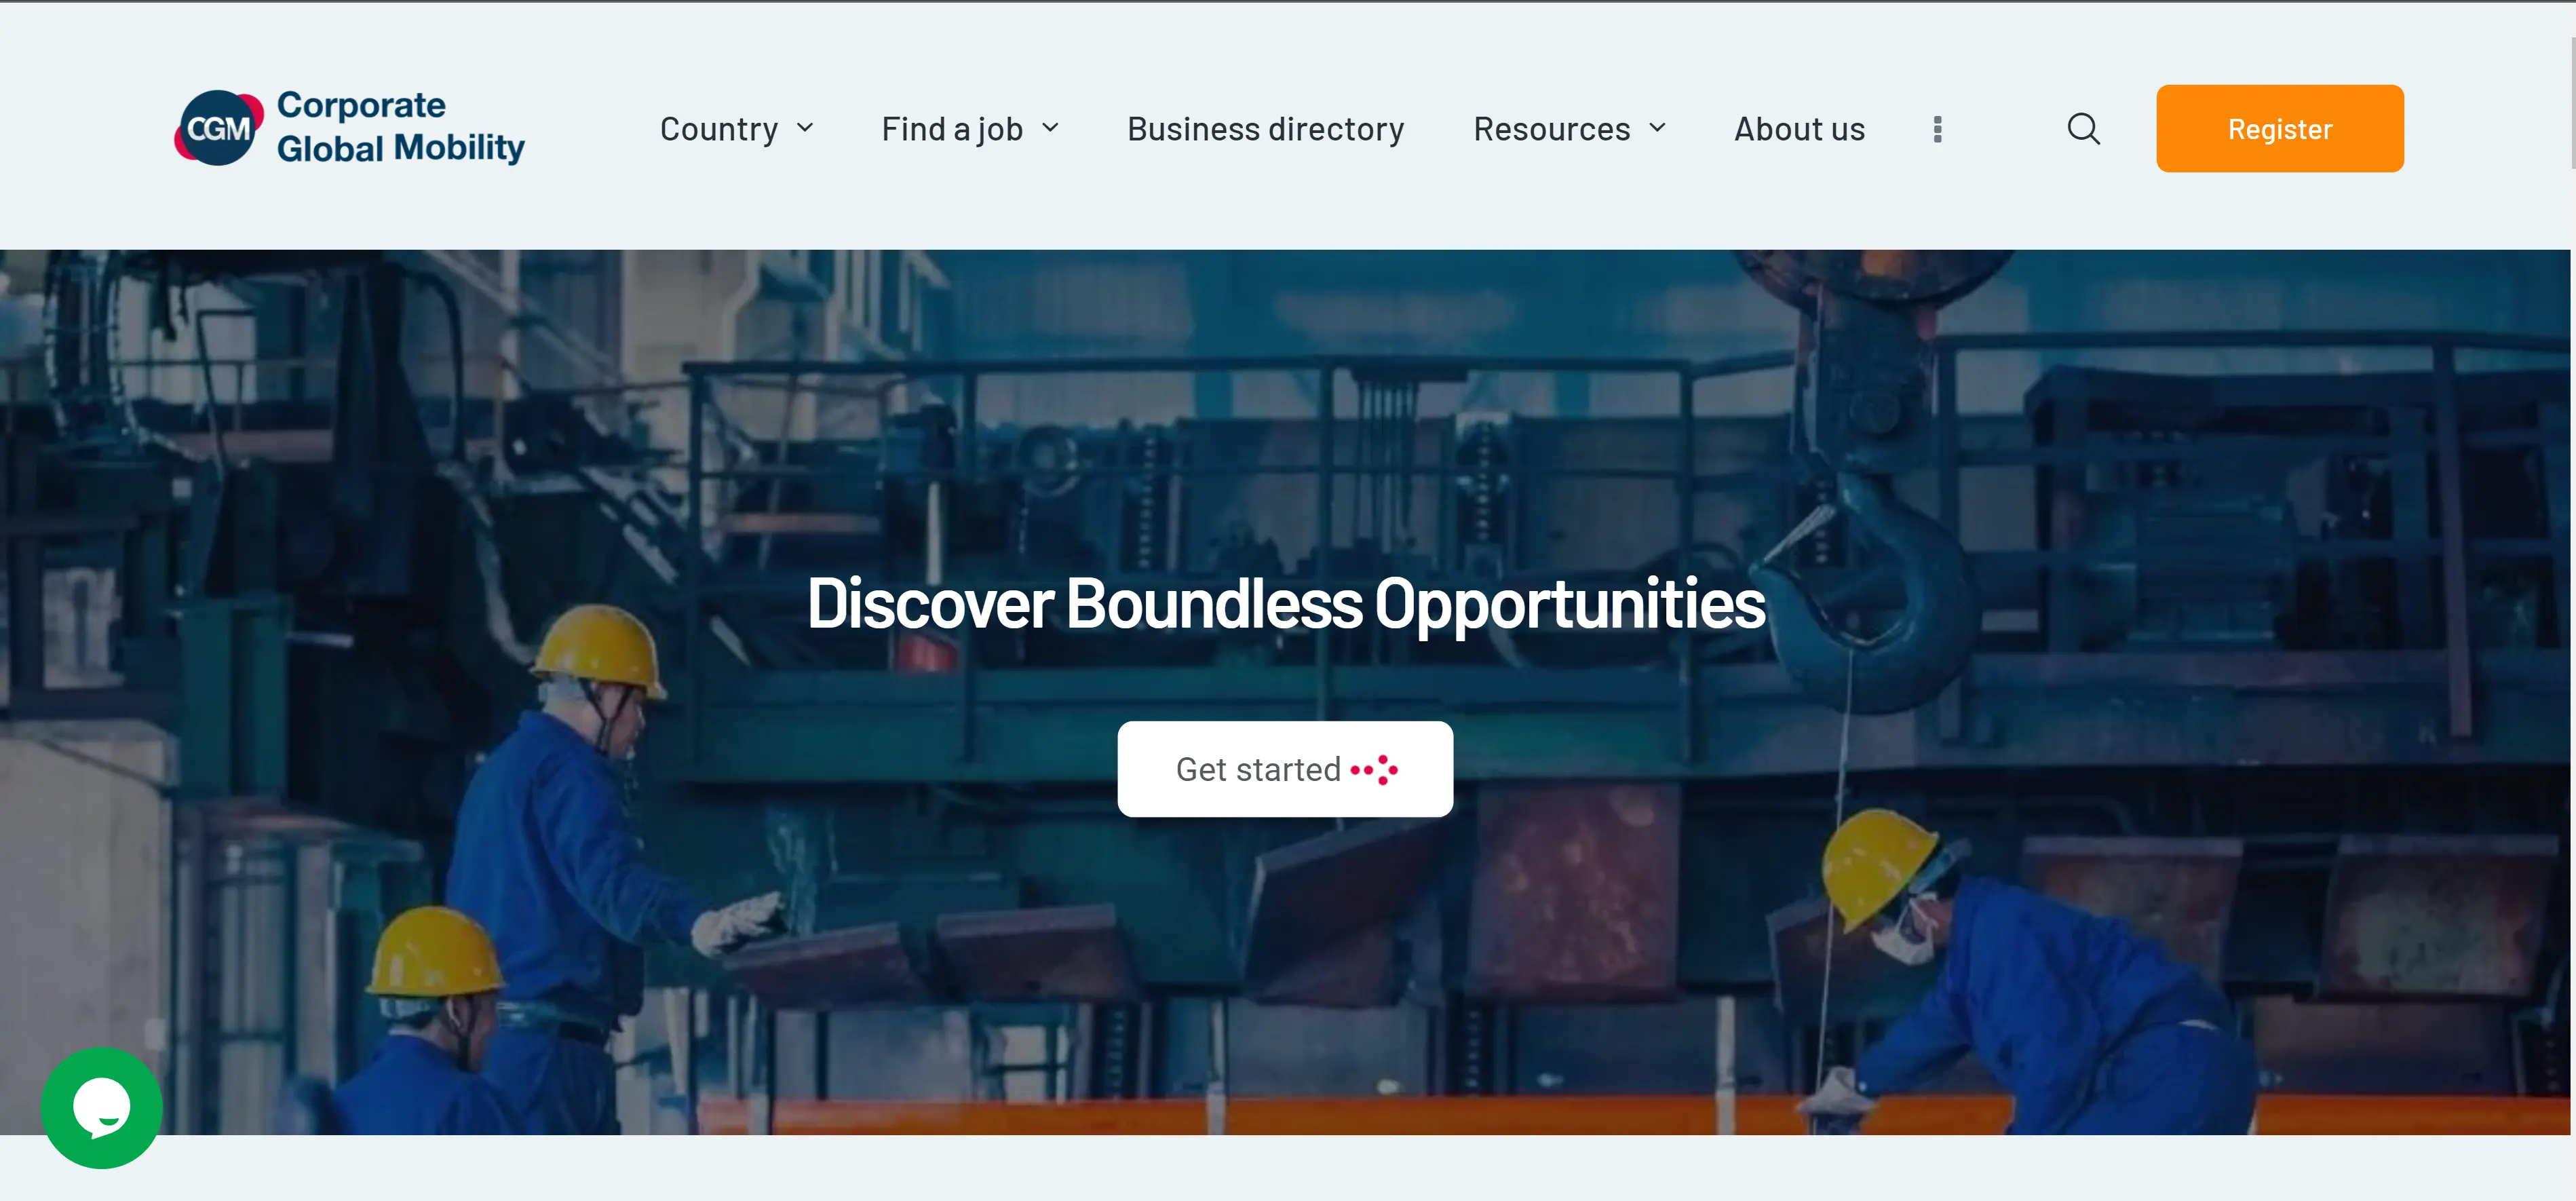 CGM
Corporate
Global Mobility
Country
Find a job
Business directory
Resources
About us
Register
Discover Boundless Opportunities
Get started